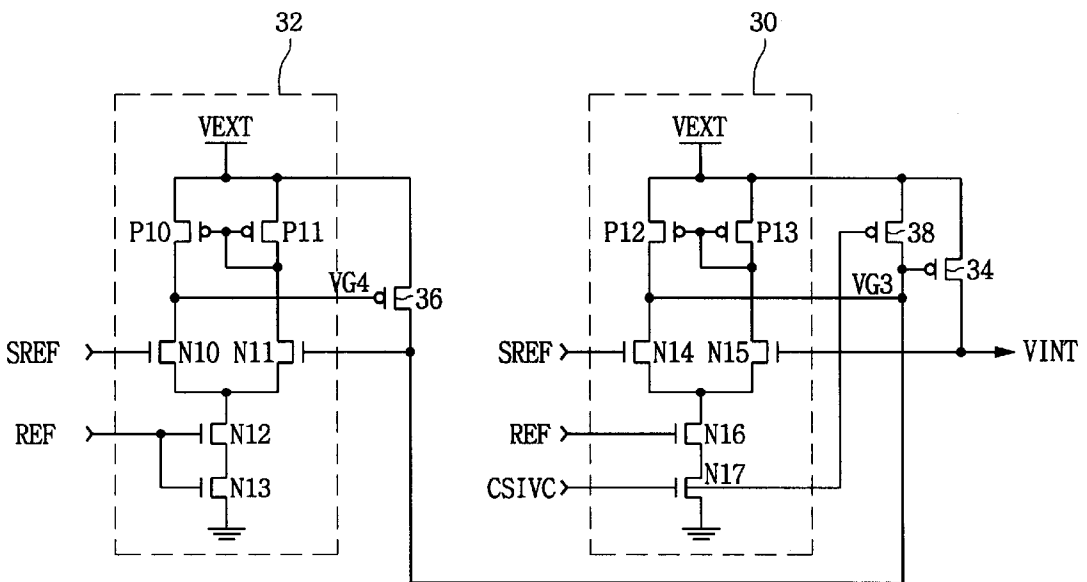 32
30
VEXT
VEXT
P10
P11
P12
P13
38
VG4
36
VG3
34
SREF
N10
N11
SREF
N14
N15
VINT
REF
N12
REF
N16
N13
CSIVC
N17